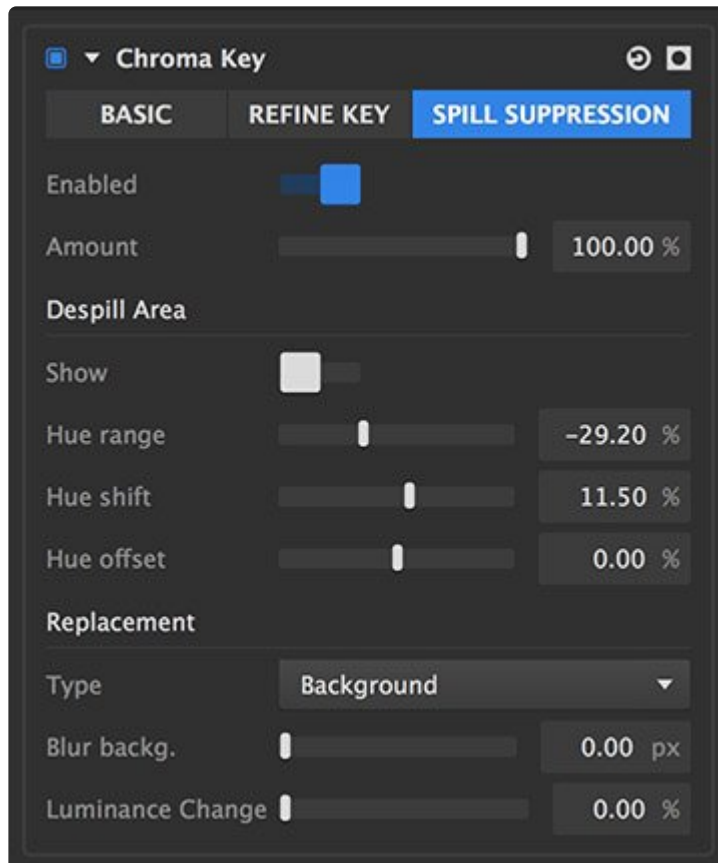 Chroma Key
BASIC REFINE KEY SPILL SUPPRESSION
Enabled
Amount 100.00 %
Despill Area
Show
Hue range -29.20 %
Hue shift 11.50 %
Hue offset 0.00 %
Replacement
Type Background
Blur backg. 0.00 px
Luminance Change 0.00 %